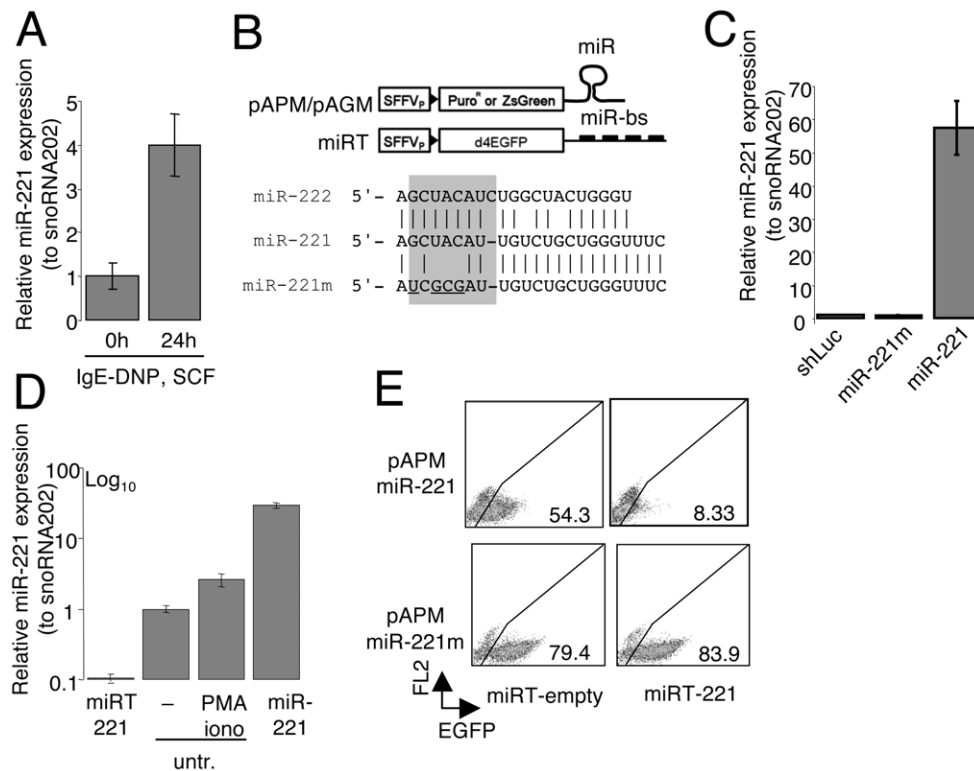 A
Relative miR-221 expression
(to snoRNA202)
5
4
3
2
1
0
0h 24h
IgE-DNP, SCF
B
miR
pAPM/pAGM SFFVP PuroR or ZsGreen
miR-bs
miRT SFFVP d4EGFP
miR-222 5'- AGCUACAUCUGGCUACUGGGU
miR-221 5'- AGCUACAU-UGUCUGCUGGGUUUC
miR-221m 5'- AUCGCGAU-UGUCUGCUGGGUUUC
C
Relative miR-221 expression
(to snoRNA202)
70
60
50
40
30
20
10
0
shLuc miR-221m miR-221
D
Relative miR-221 expression
(to snoRNA202)
Log10
100
10
1
0.1
miRT – PMA miR-
221 iono 221
untr.
E
pAPM
miR-221
54.3 8.33
pAPM
miR-221m
79.4 83.9
FL2
EGFP
miRT-empty miRT-221